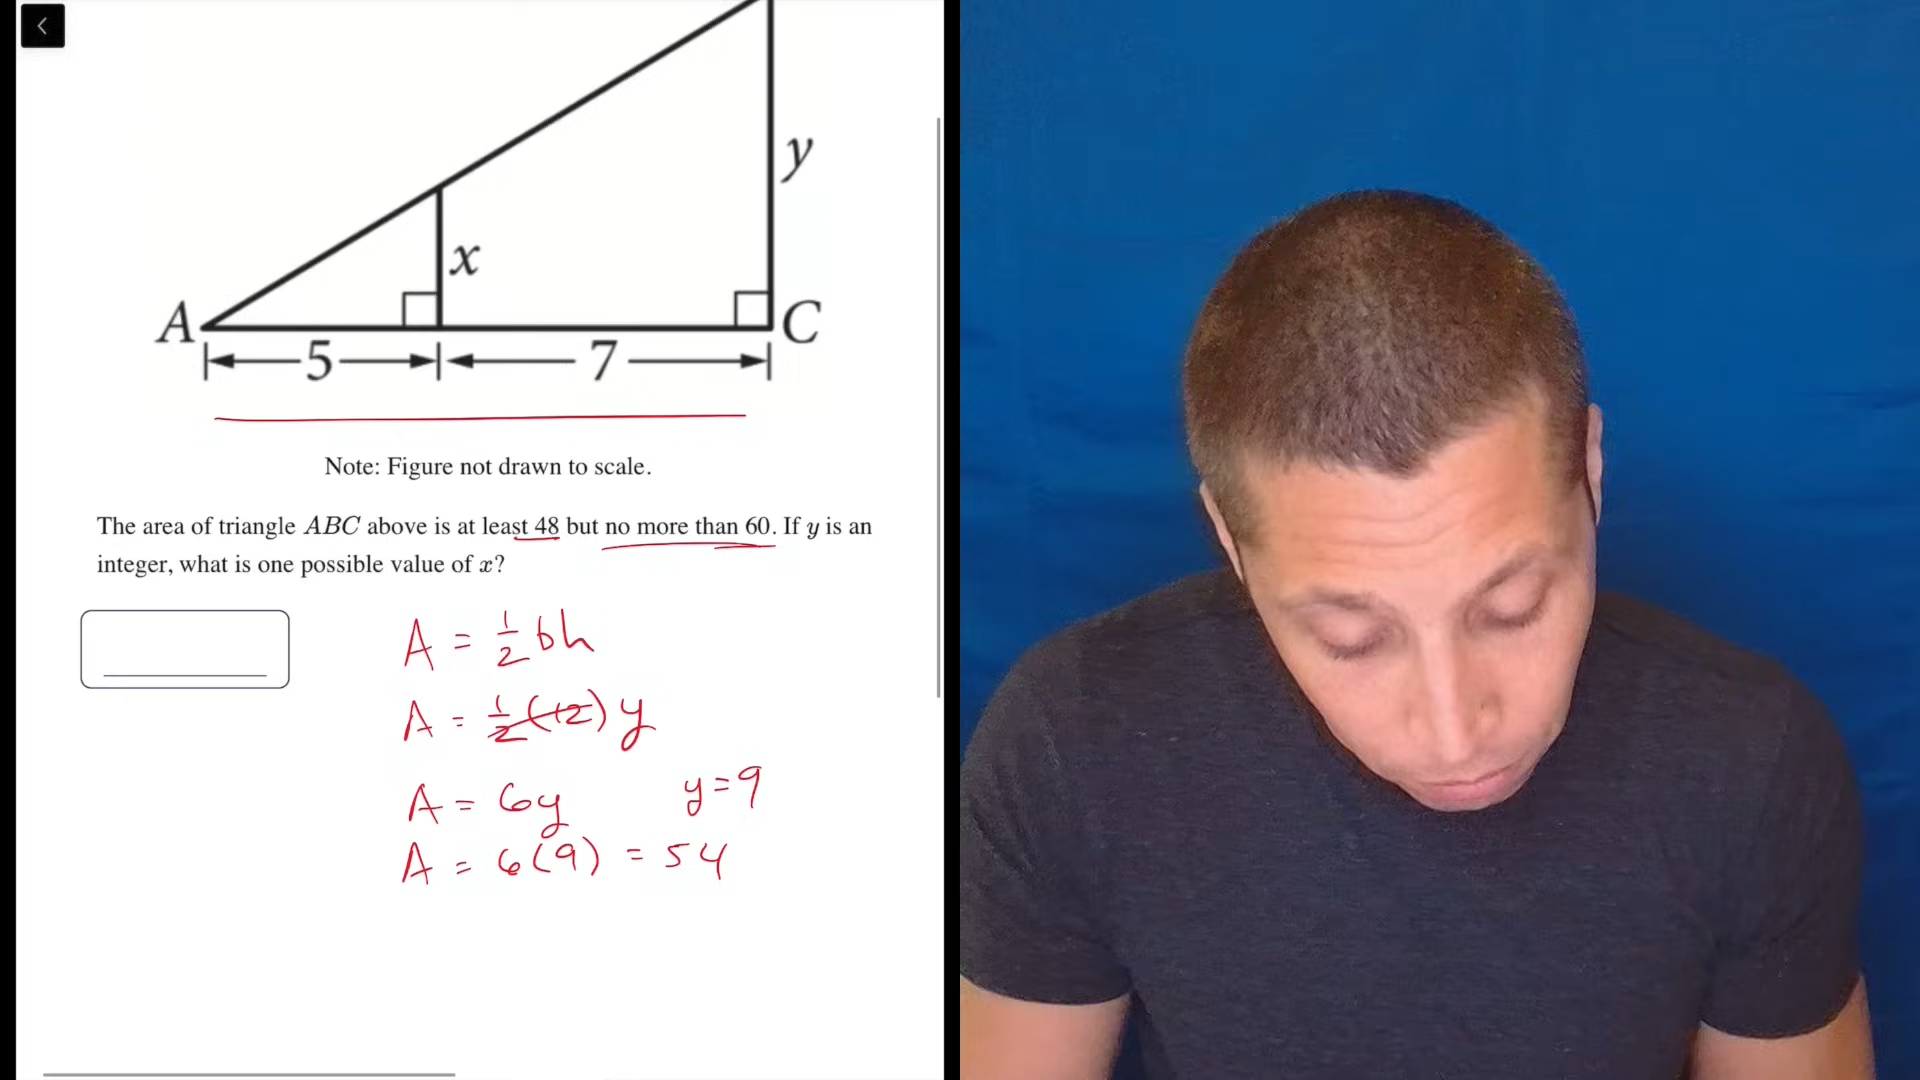 y
x
A
C
5
7
Note: Figure not drawn to scale.
The area of triangle ABC above is at least 48 but no more than 60. If y is an
integer, what is one possible value of x?
A = 1/2 bh
A = 1/2 (12) y
A = 6y
y = 9
A = 6(9) = 54